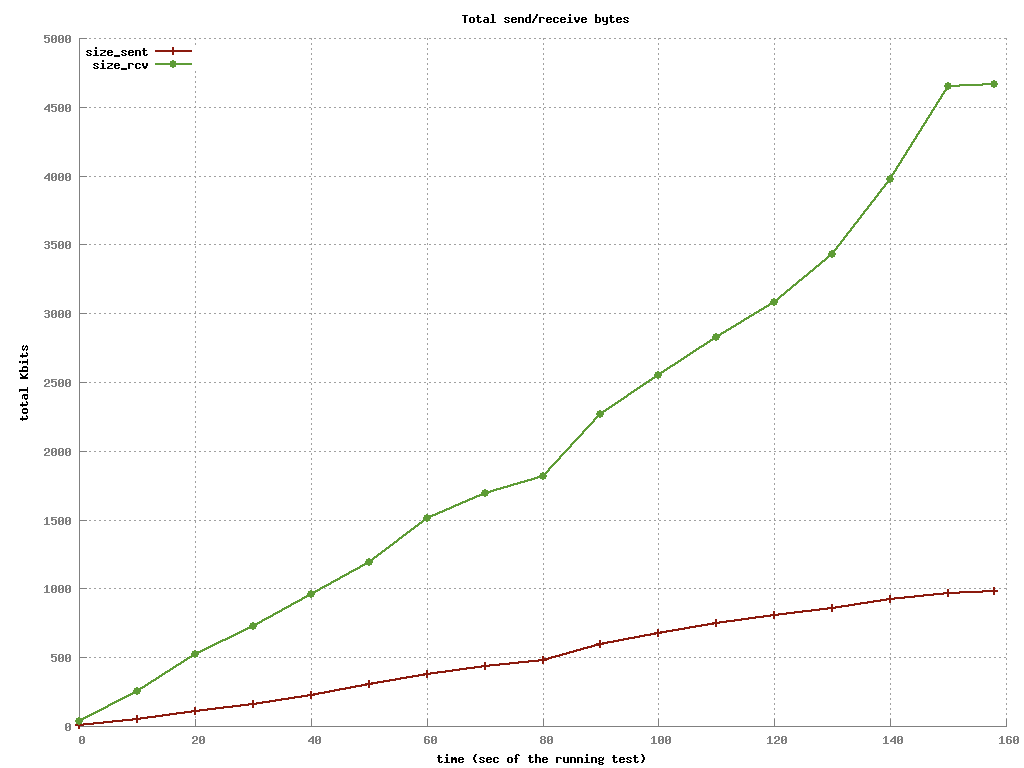 Total send/receive bytes
size_sent
size_rcv
5000
4500
4000
3500
3000
2500
2000
1500
1000
500
0
total Kbits
0 20 40 60 80 100 120 140 160
time (sec of the running test)